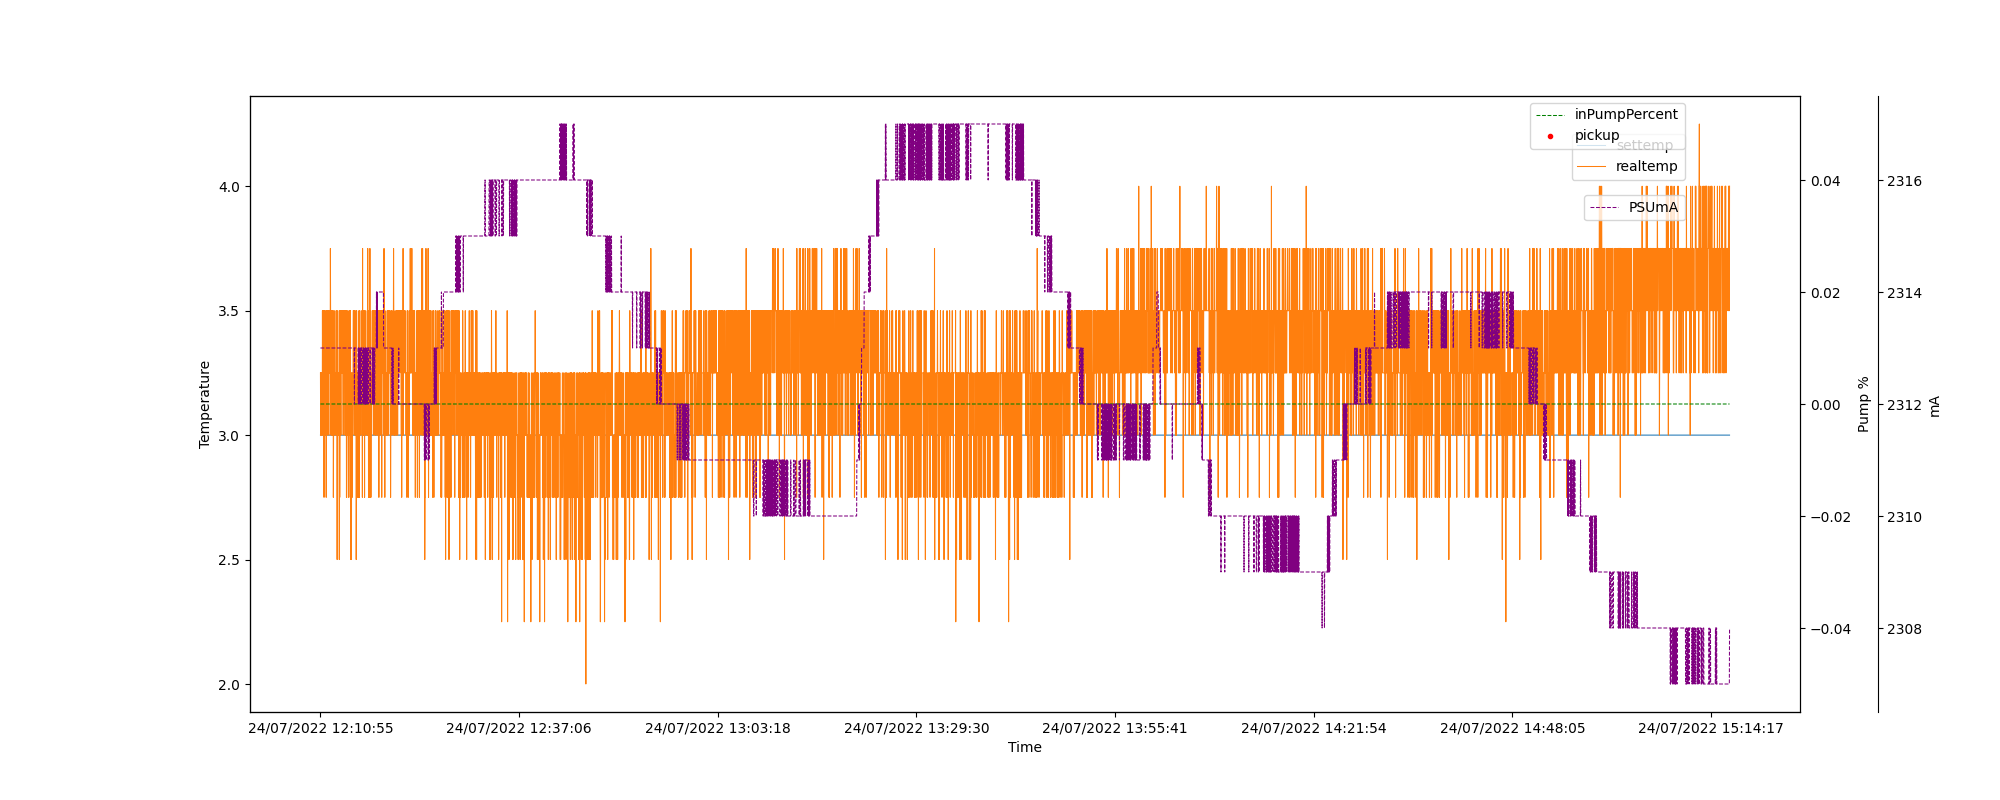 inPumpPercent
pickup
settemp
realtemp
PSUmA
4.0
3.5
3.0
2.5
2.0
Temperature
0.04
0.02
0.00
−0.02
−0.04
Pump %
2316
2314
2312
2310
2308
mA
24/07/2022 12:10:55
24/07/2022 12:37:06
24/07/2022 13:03:18
24/07/2022 13:29:30
24/07/2022 13:55:41
24/07/2022 14:21:54
24/07/2022 14:48:05
24/07/2022 15:14:17
Time